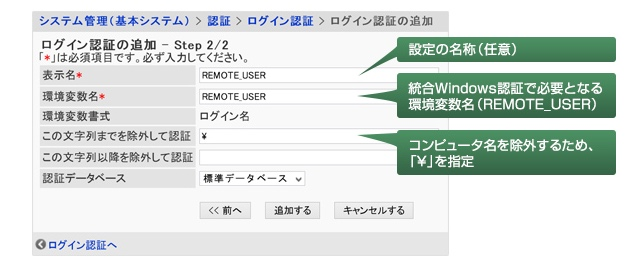 システム管理(基本システム) > 認証 > ログイン認証 > ログイン認証の追加
ログイン認証の追加 - Step 2/2
「*」は必須項目です。必ず入力してください。
表示名* REMOTE_USER
設定の名称（任意）
環境変数名* REMOTE_USER
統合Windows認証で必要となる
環境変数名（REMOTE_USER）
環境変数書式 ログイン名
この文字列までを除外して認証 ¥
コンピュータ名を除外するため、
「¥」を指定
この文字列以降を除外して認証
認証データベース 標準データベース
<< 前へ 追加する キャンセルする
ログイン認証へ